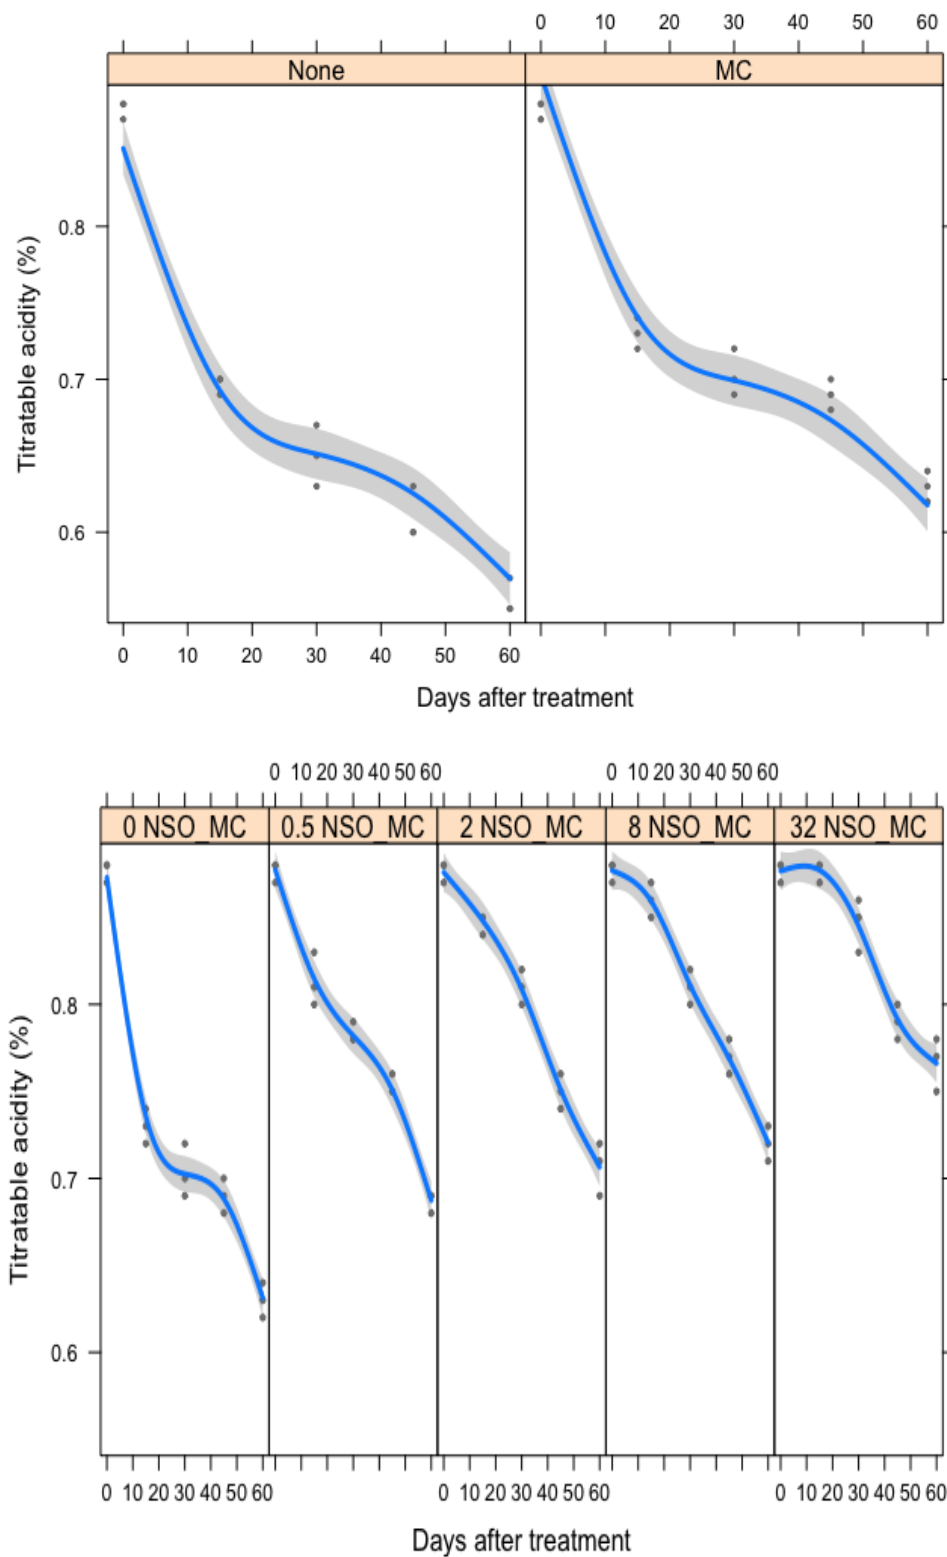 0 10 20 30 40 50 60
None MC
Titratable acidity (%)
0.8
0.7
0.6
0 10 20 30 40 50 60
Days after treatment
0 10 20 30 40 50 60 0 10 20 30 40 50 60
0 NSO_MC 0.5 NSO_MC 2 NSO_MC 8 NSO_MC 32 NSO_MC
Titratable acidity (%)
0.8
0.7
0.6
0 10 20 30 40 50 60 0 10 20 30 40 50 60 0 10 20 30 40 50 60
Days after treatment